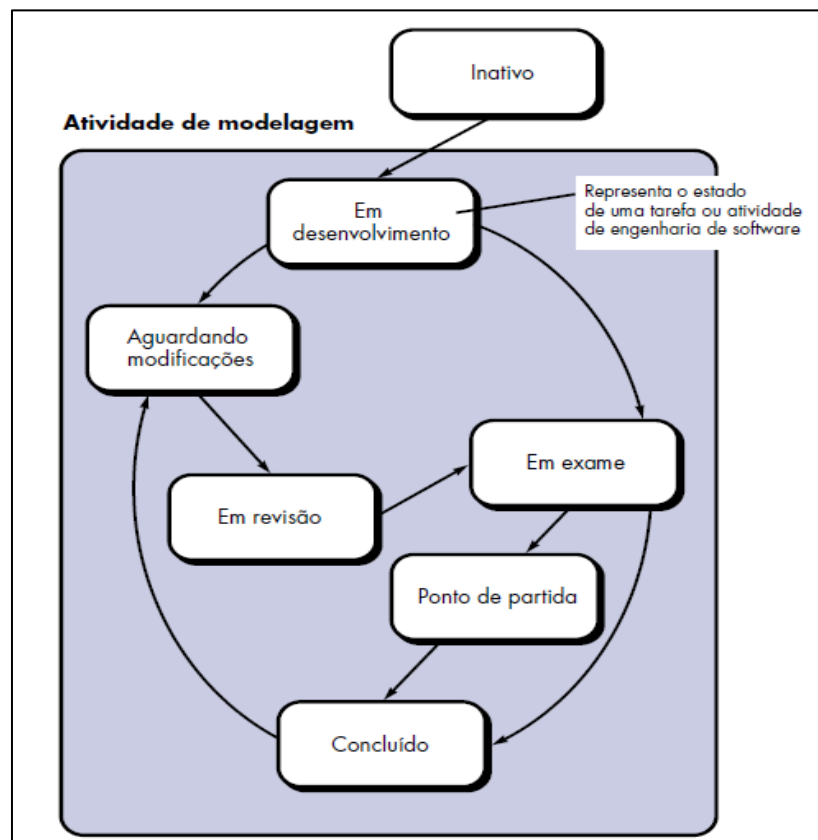 Inativo
Atividade de modelagem
Em
desenvolvimento
Representa o estado
de uma tarefa ou atividade
de engenharia de software
Aguardando
modificações
Em exame
Em revisão
Ponto de partida
Concluído